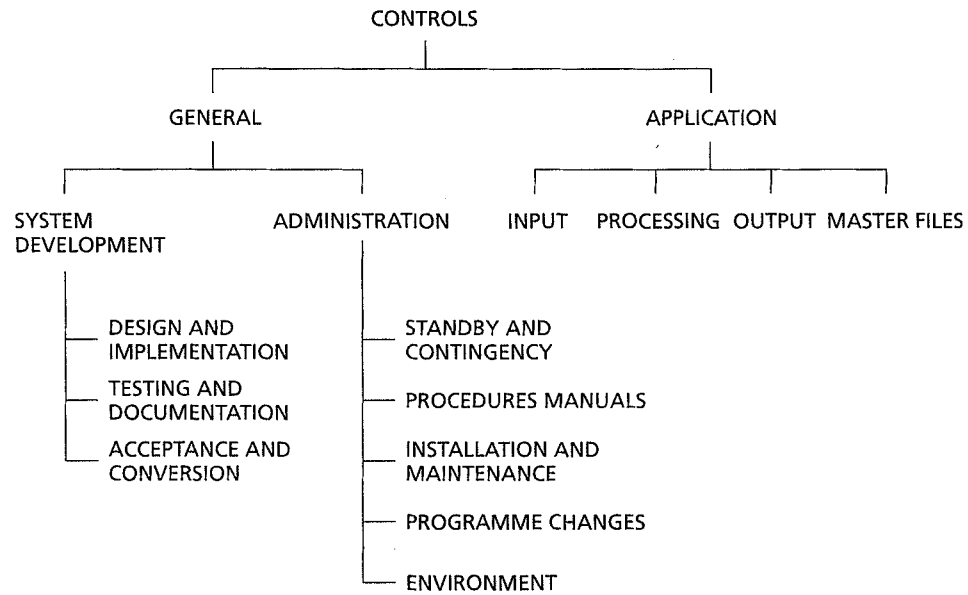 CONTROLS
GENERAL
APPLICATION
SYSTEM
DEVELOPMENT
ADMINISTRATION
INPUT
PROCESSING
OUTPUT
MASTER FILES
DESIGN AND
IMPLEMENTATION
TESTING AND
DOCUMENTATION
ACCEPTANCE AND
CONVERSION
STANDBY AND
CONTINGENCY
PROCEDURES MANUALS
INSTALLATION AND
MAINTENANCE
PROGRAMME CHANGES
ENVIRONMENT